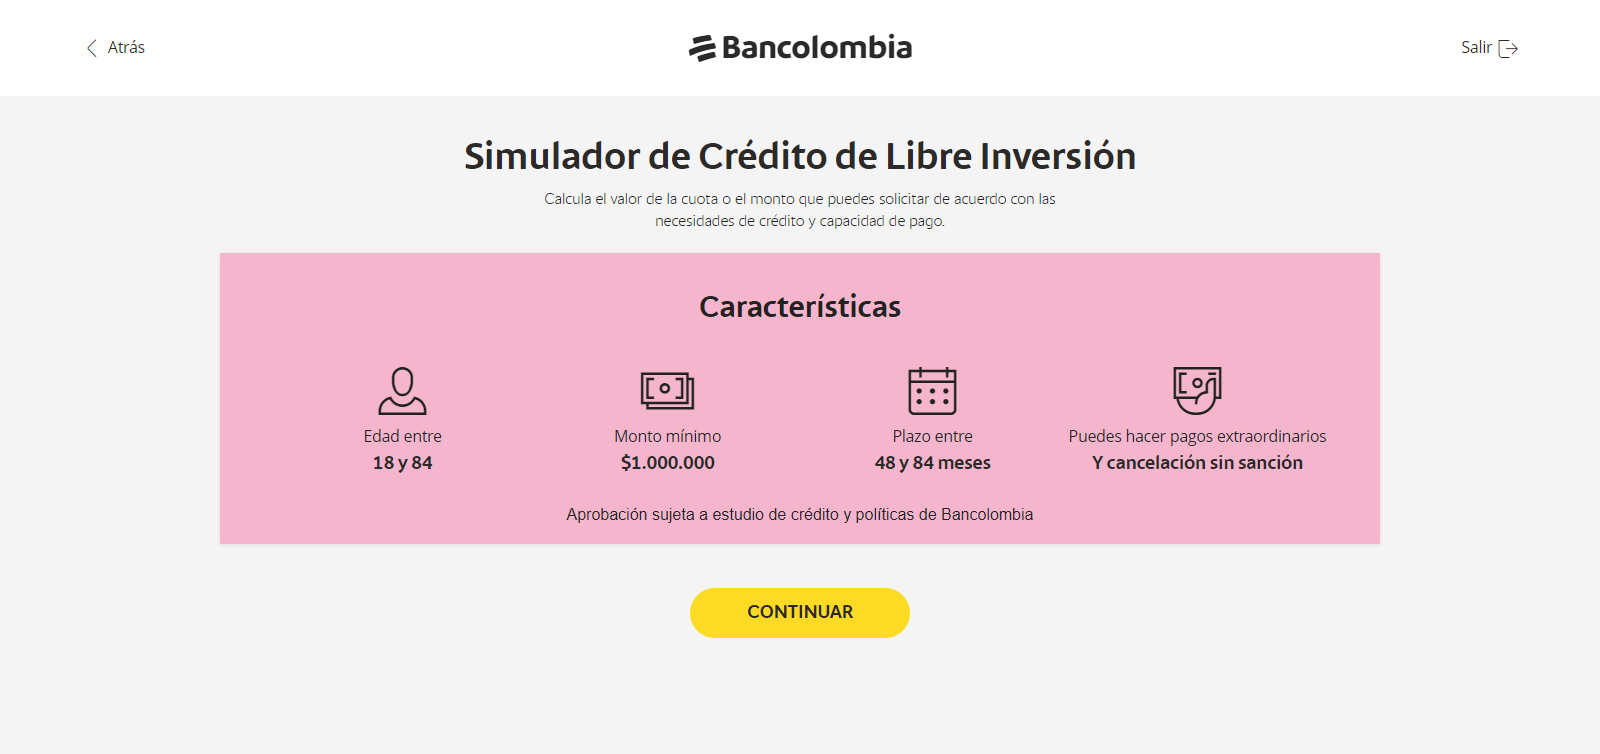 Atrás
Bancolombia
Salir
Simulador de Crédito de Libre Inversión
Calcula el valor de la cuota o el monto que puedes solicitar de acuerdo con las
necesidades de crédito y capacidad de pago.
Características
Edad entre
18 y 84
Monto mínimo
$1.000.000
Plazo entre
48 y 84 meses
Puedes hacer pagos extraordinarios
Y cancelación sin sanción
Aprobación sujeta a estudio de crédito y políticas de Bancolombia
CONTINUAR